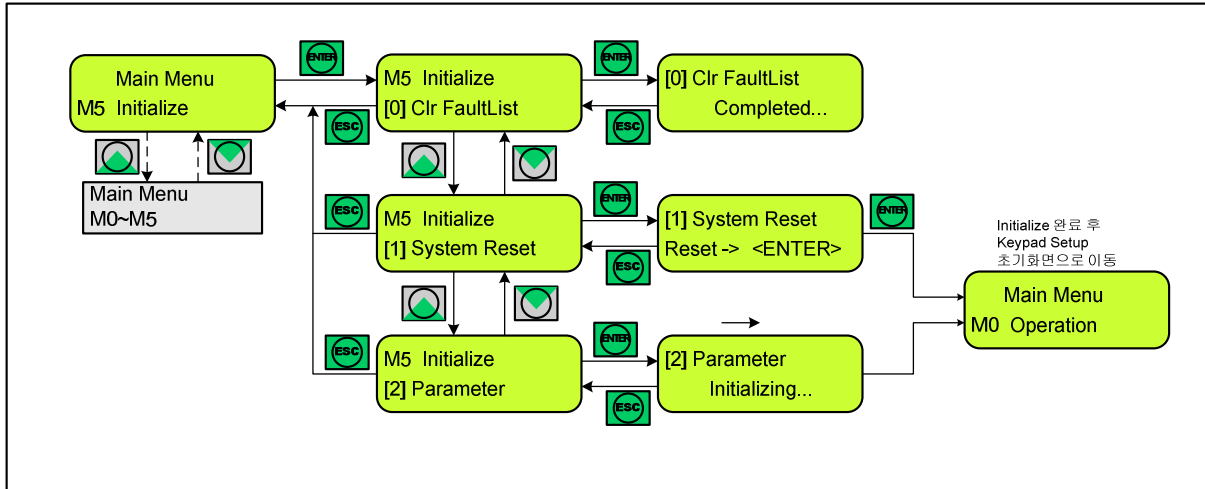 ENTER
ENTER
Main Menu
M5 Initialize
M5 Initialize
[0] Clr FaultList
[0] Clr FaultList
Completed...
ESC
ESC
Main Menu
M0~M5
ESC
ENTER
ENTER
M5 Initialize
[1] System Reset
[1] System Reset
Reset -> <ENTER>
ESC
Initialize 완료 후
Keypad Setup
초기화면으로 이동
Main Menu
M0 Operation
ESC
ENTER
M5 Initialize
[2] Parameter
[2] Parameter
Initializing...
ESC